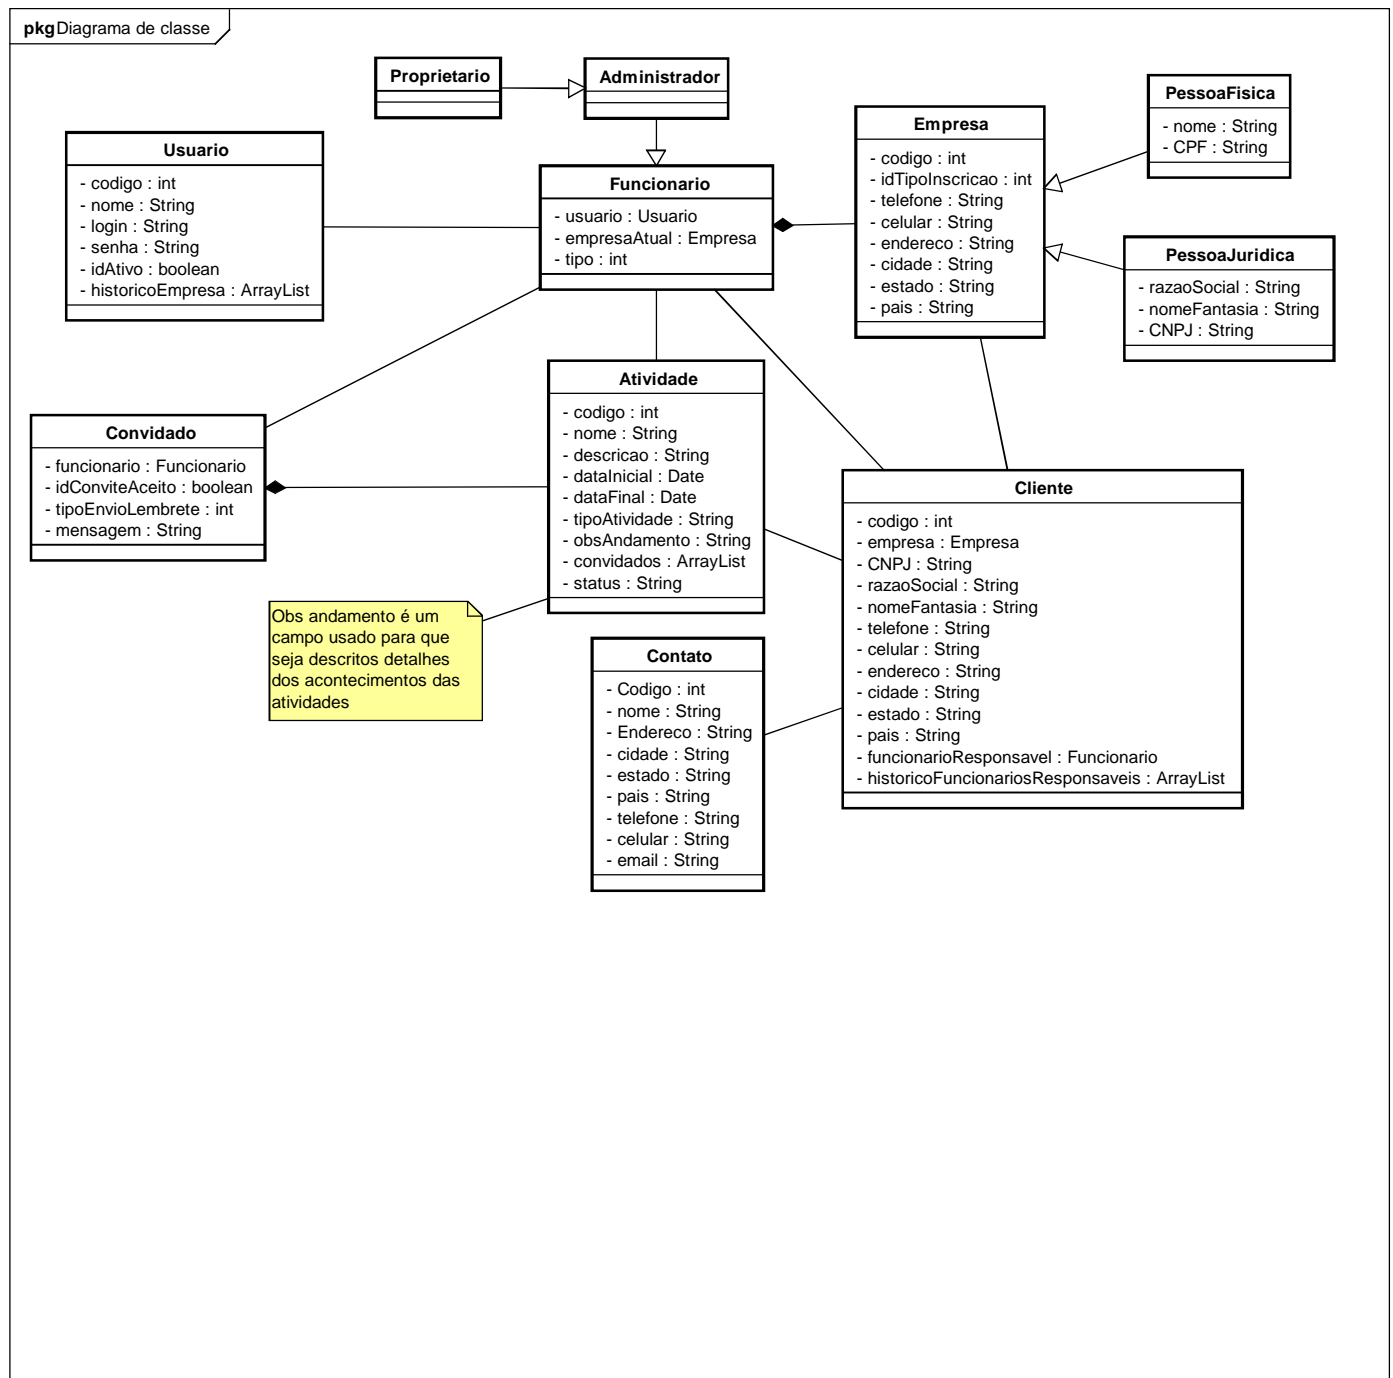 pkg Diagrama de classe
Proprietario
Administrador
Usuario
- codigo : int
- nome : String
- login : String
- senha : String
- idAtivo : boolean
- historicoEmpresa : ArrayList
Funcionario
- usuario : Usuario
- empresaAtual : Empresa
- tipo : int
Empresa
- codigo : int
- idTipoInscricao : int
- telefone : String
- celular : String
- endereco : String
- cidade : String
- estado : String
- pais : String
PessoaFisica
- nome : String
- CPF : String
PessoaJuridica
- razaoSocial : String
- nomeFantasia : String
- CNPJ : String
Convidado
- funcionario : Funcionario
- idConviteAceito : boolean
- tipoEnvioLembrete : int
- mensagem : String
Atividade
- codigo : int
- nome : String
- descricao : String
- dataInicial : Date
- dataFinal : Date
- tipoAtividade : String
- obsAndamento : String
- convidados : ArrayList
- status : String
Obs andamento é um
campo usado para que
seja descritos detalhes
dos acontecimentos das
atividades
Cliente
- codigo : int
- empresa : Empresa
- CNPJ : String
- razaoSocial : String
- nomeFantasia : String
- telefone : String
- celular : String
- endereco : String
- cidade : String
- estado : String
- pais : String
- funcionarioResponsavel : Funcionario
- historicoFuncionariosResponsaveis : ArrayList
Contato
- Codigo : int
- nome : String
- Endereco : String
- cidade : String
- estado : String
- pais : String
- telefone : String
- celular : String
- email : String